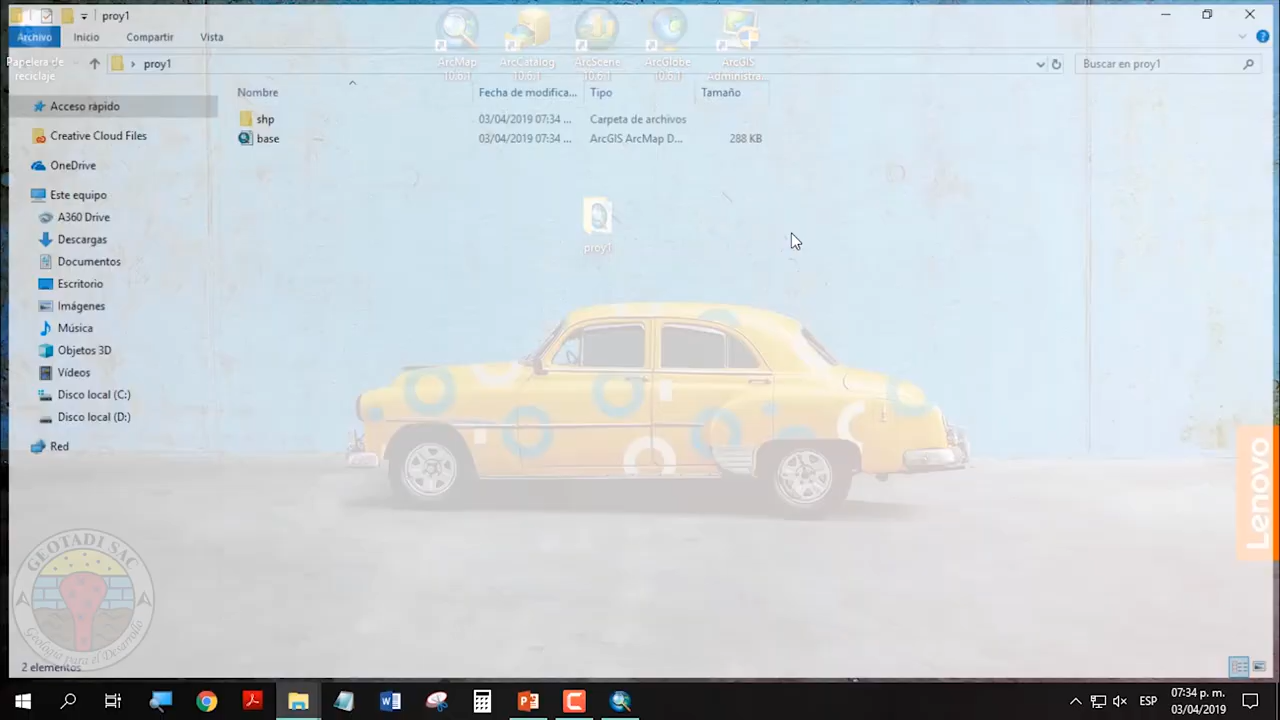 proy1
Archivo
Inicio
Compartir
Vista
Papelera de reciclaje
proy1
Buscar en proy1
ArcMap 10.6.1
ArcCatalog 10.6.1
ArcScene 10.6.1
ArcGlobe 10.6.1
ArcGIS Administra...
Nombre
Fecha de modifica...
Tipo
Tamaño
shp
03/04/2019 07:34 ...
Carpeta de archivos
base
03/04/2019 07:34 ...
ArcGIS ArcMap D...
288 KB
Acceso rápido
Creative Cloud Files
OneDrive
Este equipo
A360 Drive
Descargas
Documentos
Escritorio
Imágenes
Música
Objetos 3D
Vídeos
Disco local (C:)
Disco local (D:)
Red
proy1
Lenovo
GEOTADI SAC
Geología para el Desarrollo
2 elementos
ESP
07:34 p. m.
03/04/2019